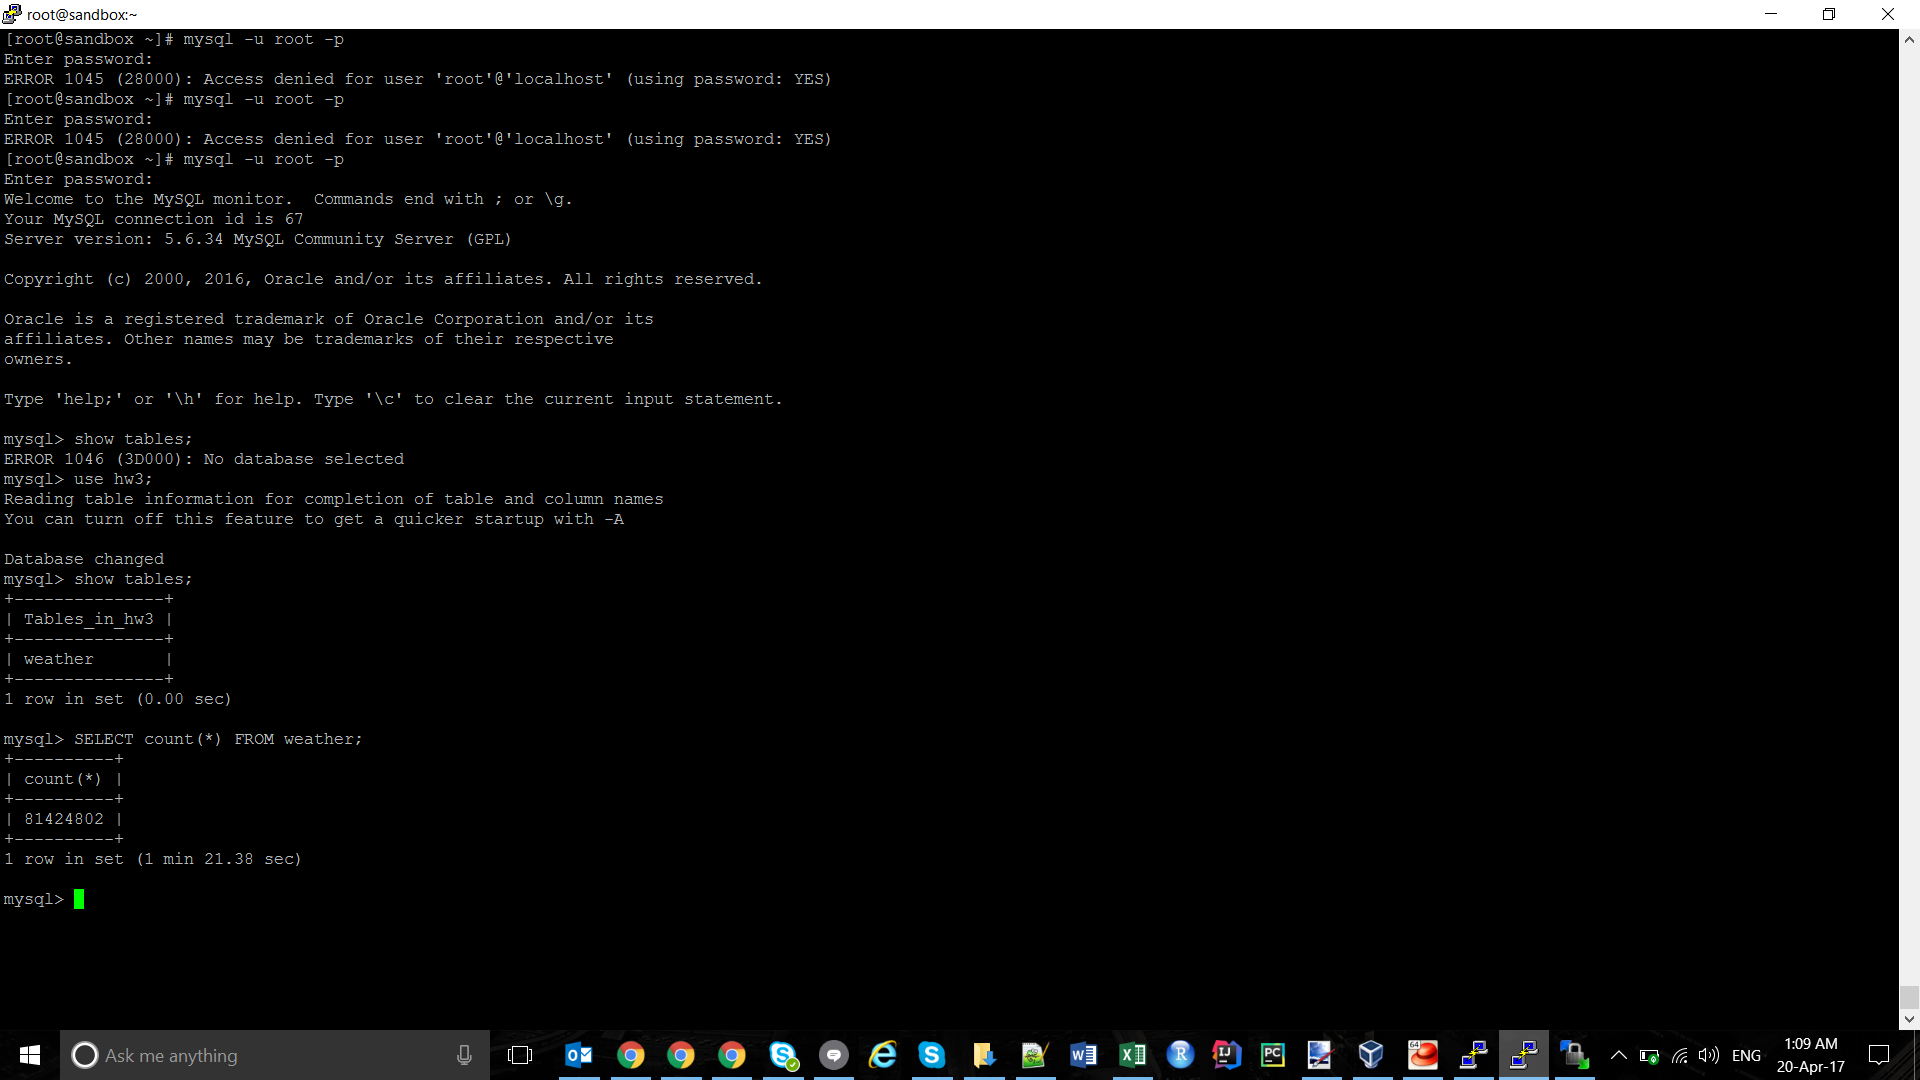 root@sandbox:~
[root@sandbox ~]# mysql -u root -p
Enter password:
ERROR 1045 (28000): Access denied for user 'root'@'localhost' (using password: YES)
[root@sandbox ~]# mysql -u root -p
Enter password:
ERROR 1045 (28000): Access denied for user 'root'@'localhost' (using password: YES)
[root@sandbox ~]# mysql -u root -p
Enter password:
Welcome to the MySQL monitor.  Commands end with ; or \g.
Your MySQL connection id is 67
Server version: 5.6.34 MySQL Community Server (GPL)
Copyright (c) 2000, 2016, Oracle and/or its affiliates. All rights reserved.
Oracle is a registered trademark of Oracle Corporation and/or its
affiliates. Other names may be trademarks of their respective
owners.
Type 'help;' or '\h' for help. Type '\c' to clear the current input statement.
mysql> show tables;
ERROR 1046 (3D000): No database selected
mysql> use hw3;
Reading table information for completion of table and column names
You can turn off this feature to get a quicker startup with -A
Database changed
mysql> show tables;
+---------------+
| Tables_in_hw3 |
+---------------+
| weather       |
+---------------+
1 row in set (0.00 sec)
mysql> SELECT count(*) FROM weather;
+----------+
| count(*) |
+----------+
| 81424802 |
+----------+
1 row in set (1 min 21.38 sec)
mysql>
Ask me anything
ENG
1:09 AM
20-Apr-17